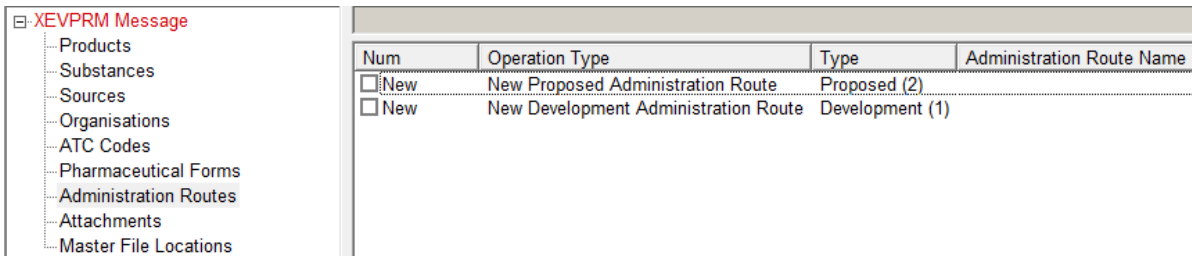 XEVPRM Message
Products
Substances
Sources
Organisations
ATC Codes
Pharmaceutical Forms
Administration Routes
Attachments
Master File Locations
Num Operation Type Type Administration Route Name
New New Proposed Administration Route Proposed (2)
New New Development Administration Route Development (1)